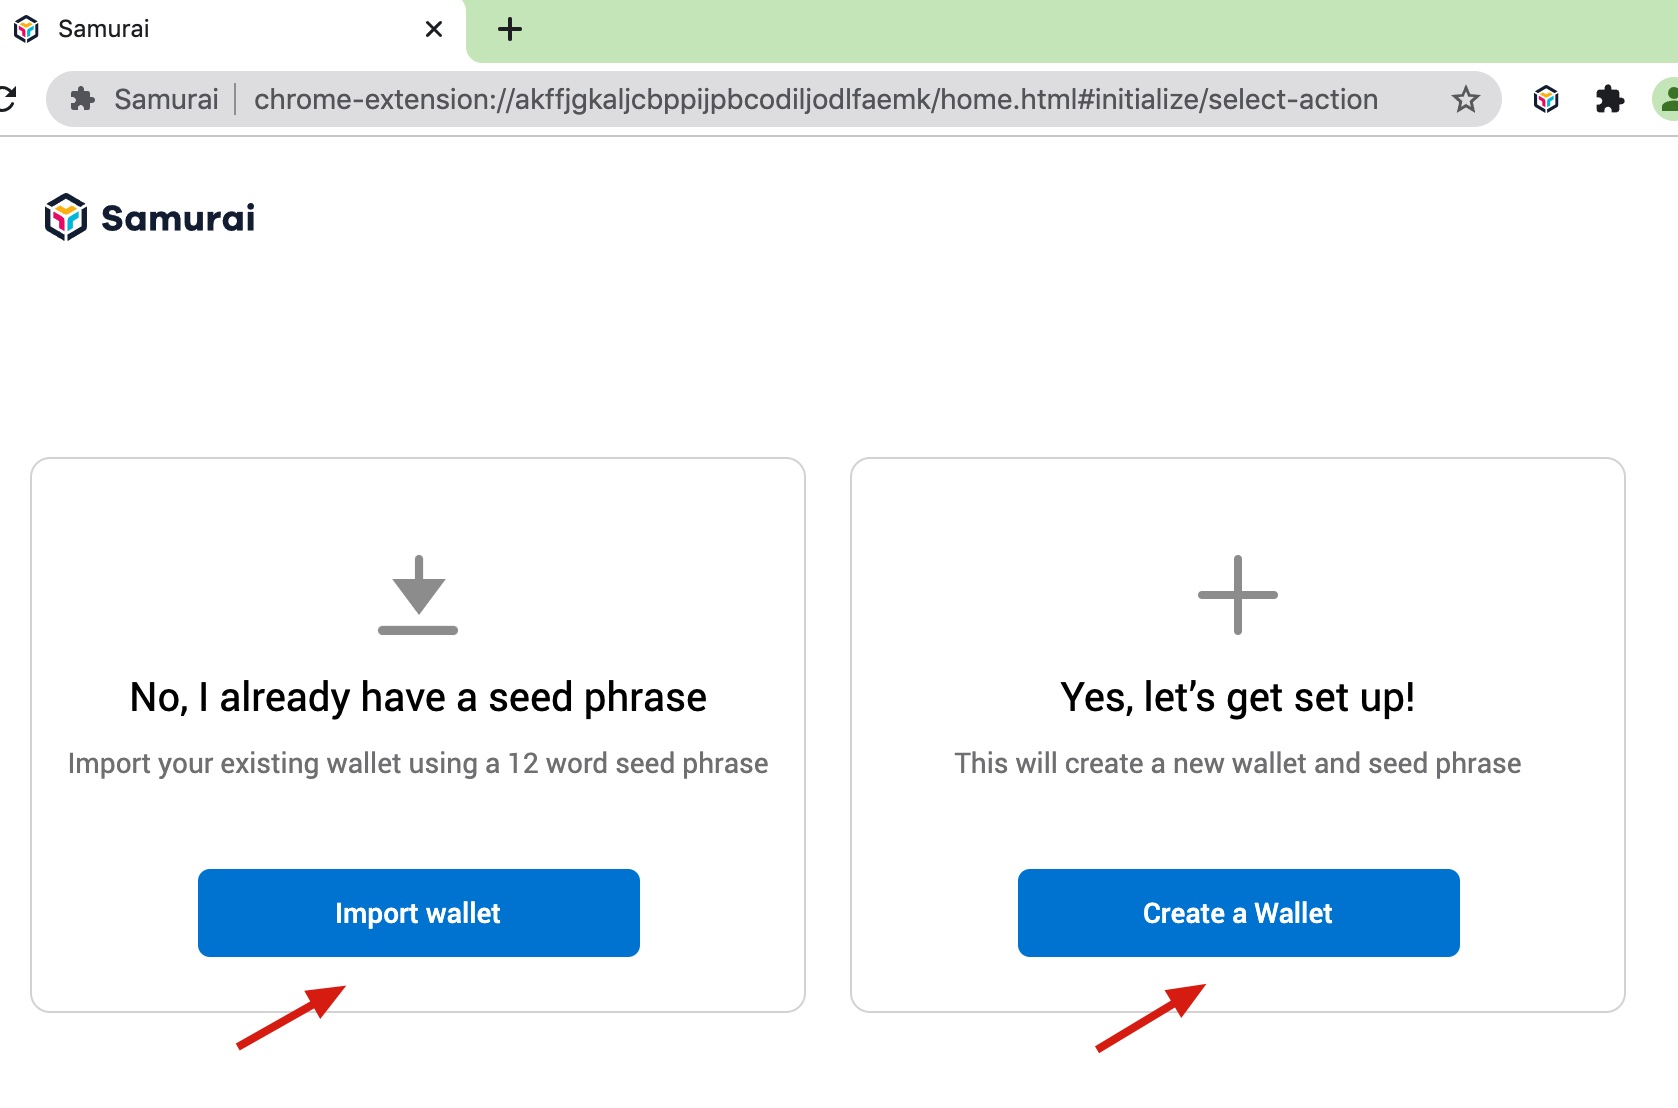 Samurai
Samurai chrome-extension://akffjgkaljcbppijpbcodiljodlfaemk/home.html#initialize/select-action
Samurai
No, I already have a seed phrase
Import your existing wallet using a 12 word seed phrase
Import wallet
Yes, let’s get set up!
This will create a new wallet and seed phrase
Create a Wallet